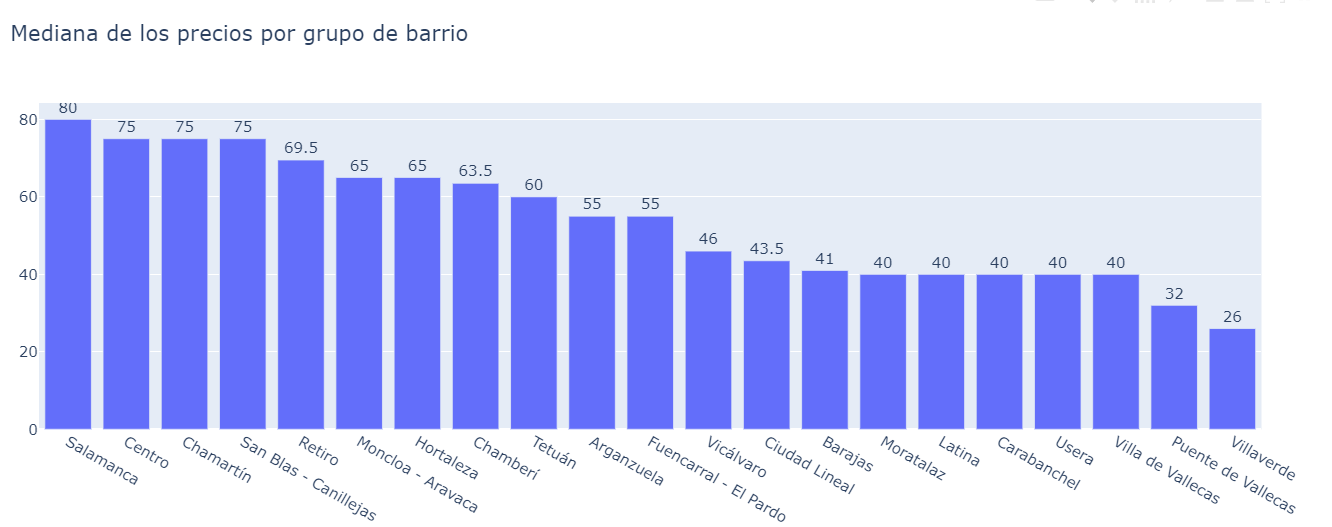 Mediana de los precios por grupo de barrio
80
75
75
75
69.5
65
65
63.5
60
55
55
46
43.5
41
40
40
40
40
40
32
26
80
60
40
20
0
Salamanca
Centro
Chamartín
San Blas - Canillejas
Retiro
Moncloa - Aravaca
Hortaleza
Chamberí
Tetuán
Arganzuela
Fuencarral - El Pardo
Vicálvaro
Ciudad Lineal
Barajas
Moratalaz
Latina
Carabanchel
Usera
Villa de Vallecas
Puente de Vallecas
Villaverde